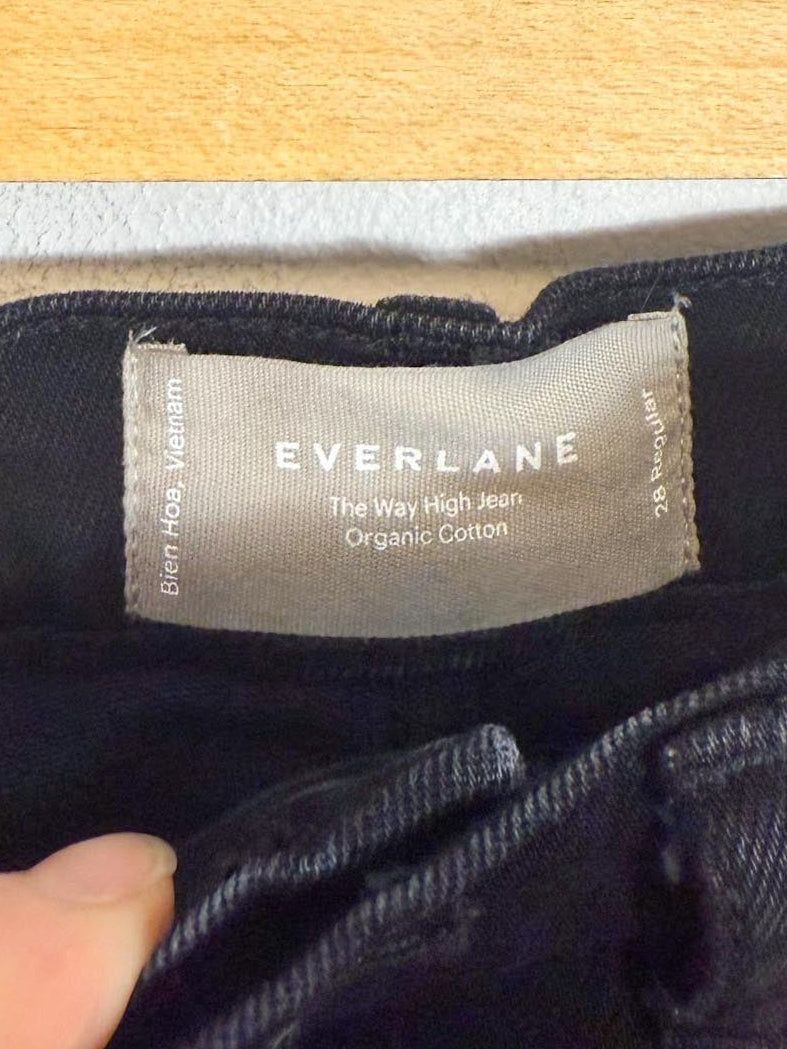 Bien Hoa, Vietnam
EVERLANE
The Way High Jean
Organic Cotton
28 Regular